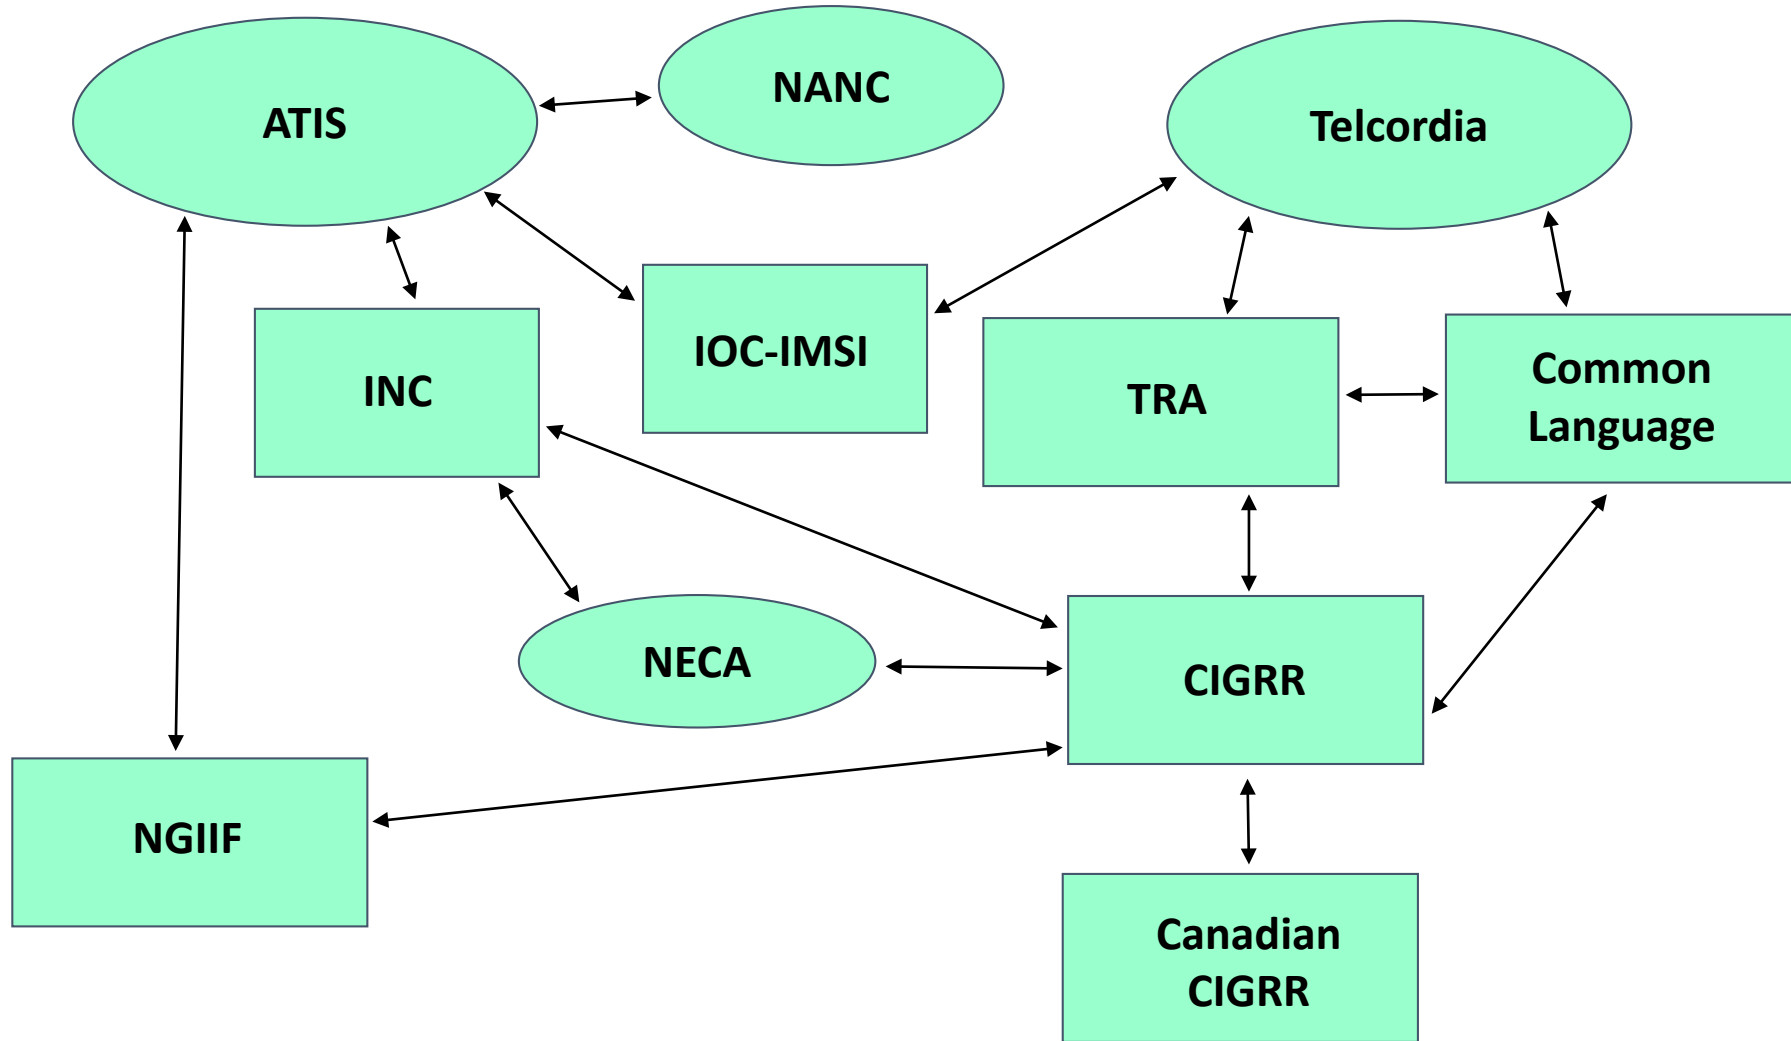 ATIS
NANC
Telcordia
INC
IOC-IMSI
TRA
Common
Language
NECA
CIGRR
NGIIF
Canadian
CIGRR